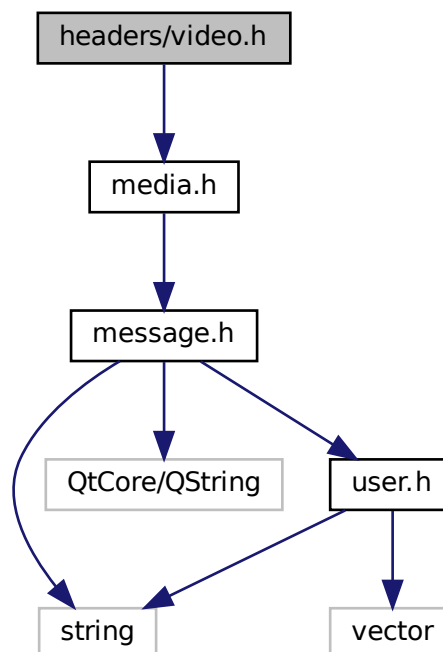 headers/video.h
media.h
message.h
QtCore/QString
user.h
string
vector